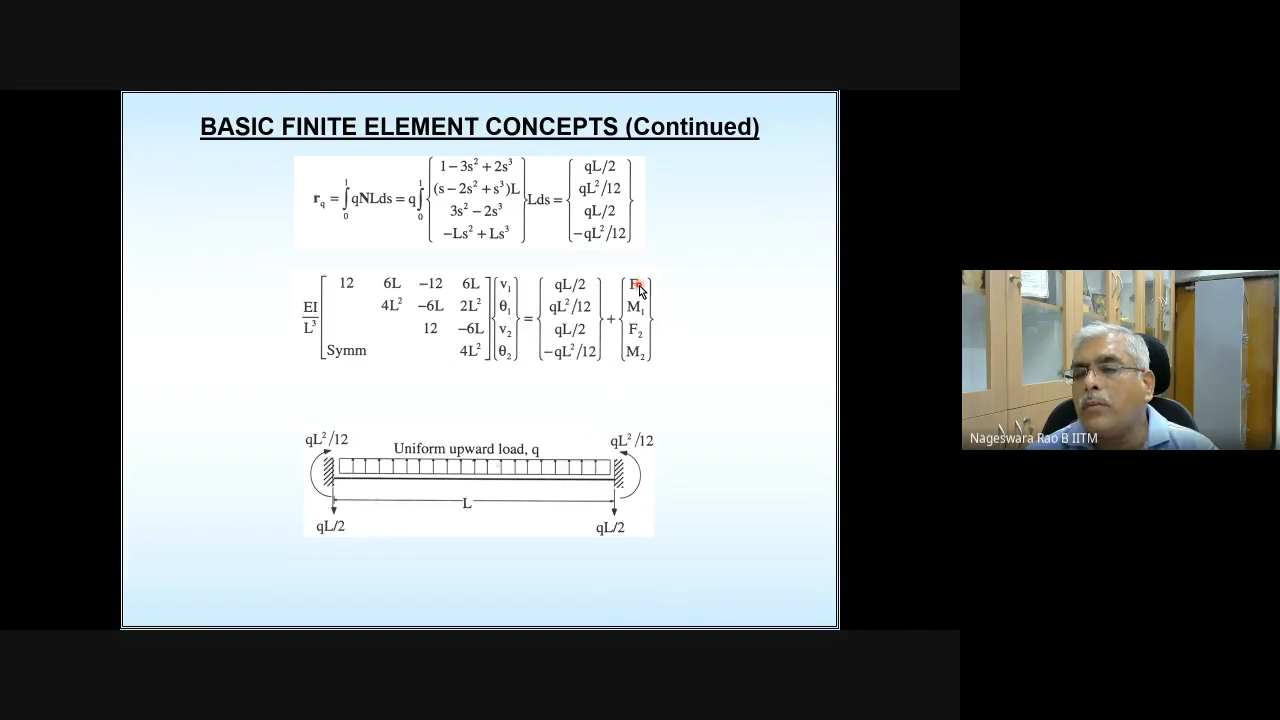 BASIC FINITE ELEMENT CONCEPTS (Continued)
r_q = ∫₀¹ qNLds = q∫₀¹ {1 − 3s² + 2s³; (s − 2s² + s³)L; 3s² − 2s³; −Ls² + Ls³} Lds = {qL/2; qL²/12; qL/2; −qL²/12}
EI/L³ [12 6L −12 6L; 4L² −6L 2L²; 12 −6L; Symm 4L²] {v₁; θ₁; v₂; θ₂} = {qL/2; qL²/12; qL/2; −qL²/12} + {F; M₁; F₂; M₂}
qL²/12
Uniform upward load, q
qL²/12
L
qL/2
qL/2
Nageswara Rao B IITM